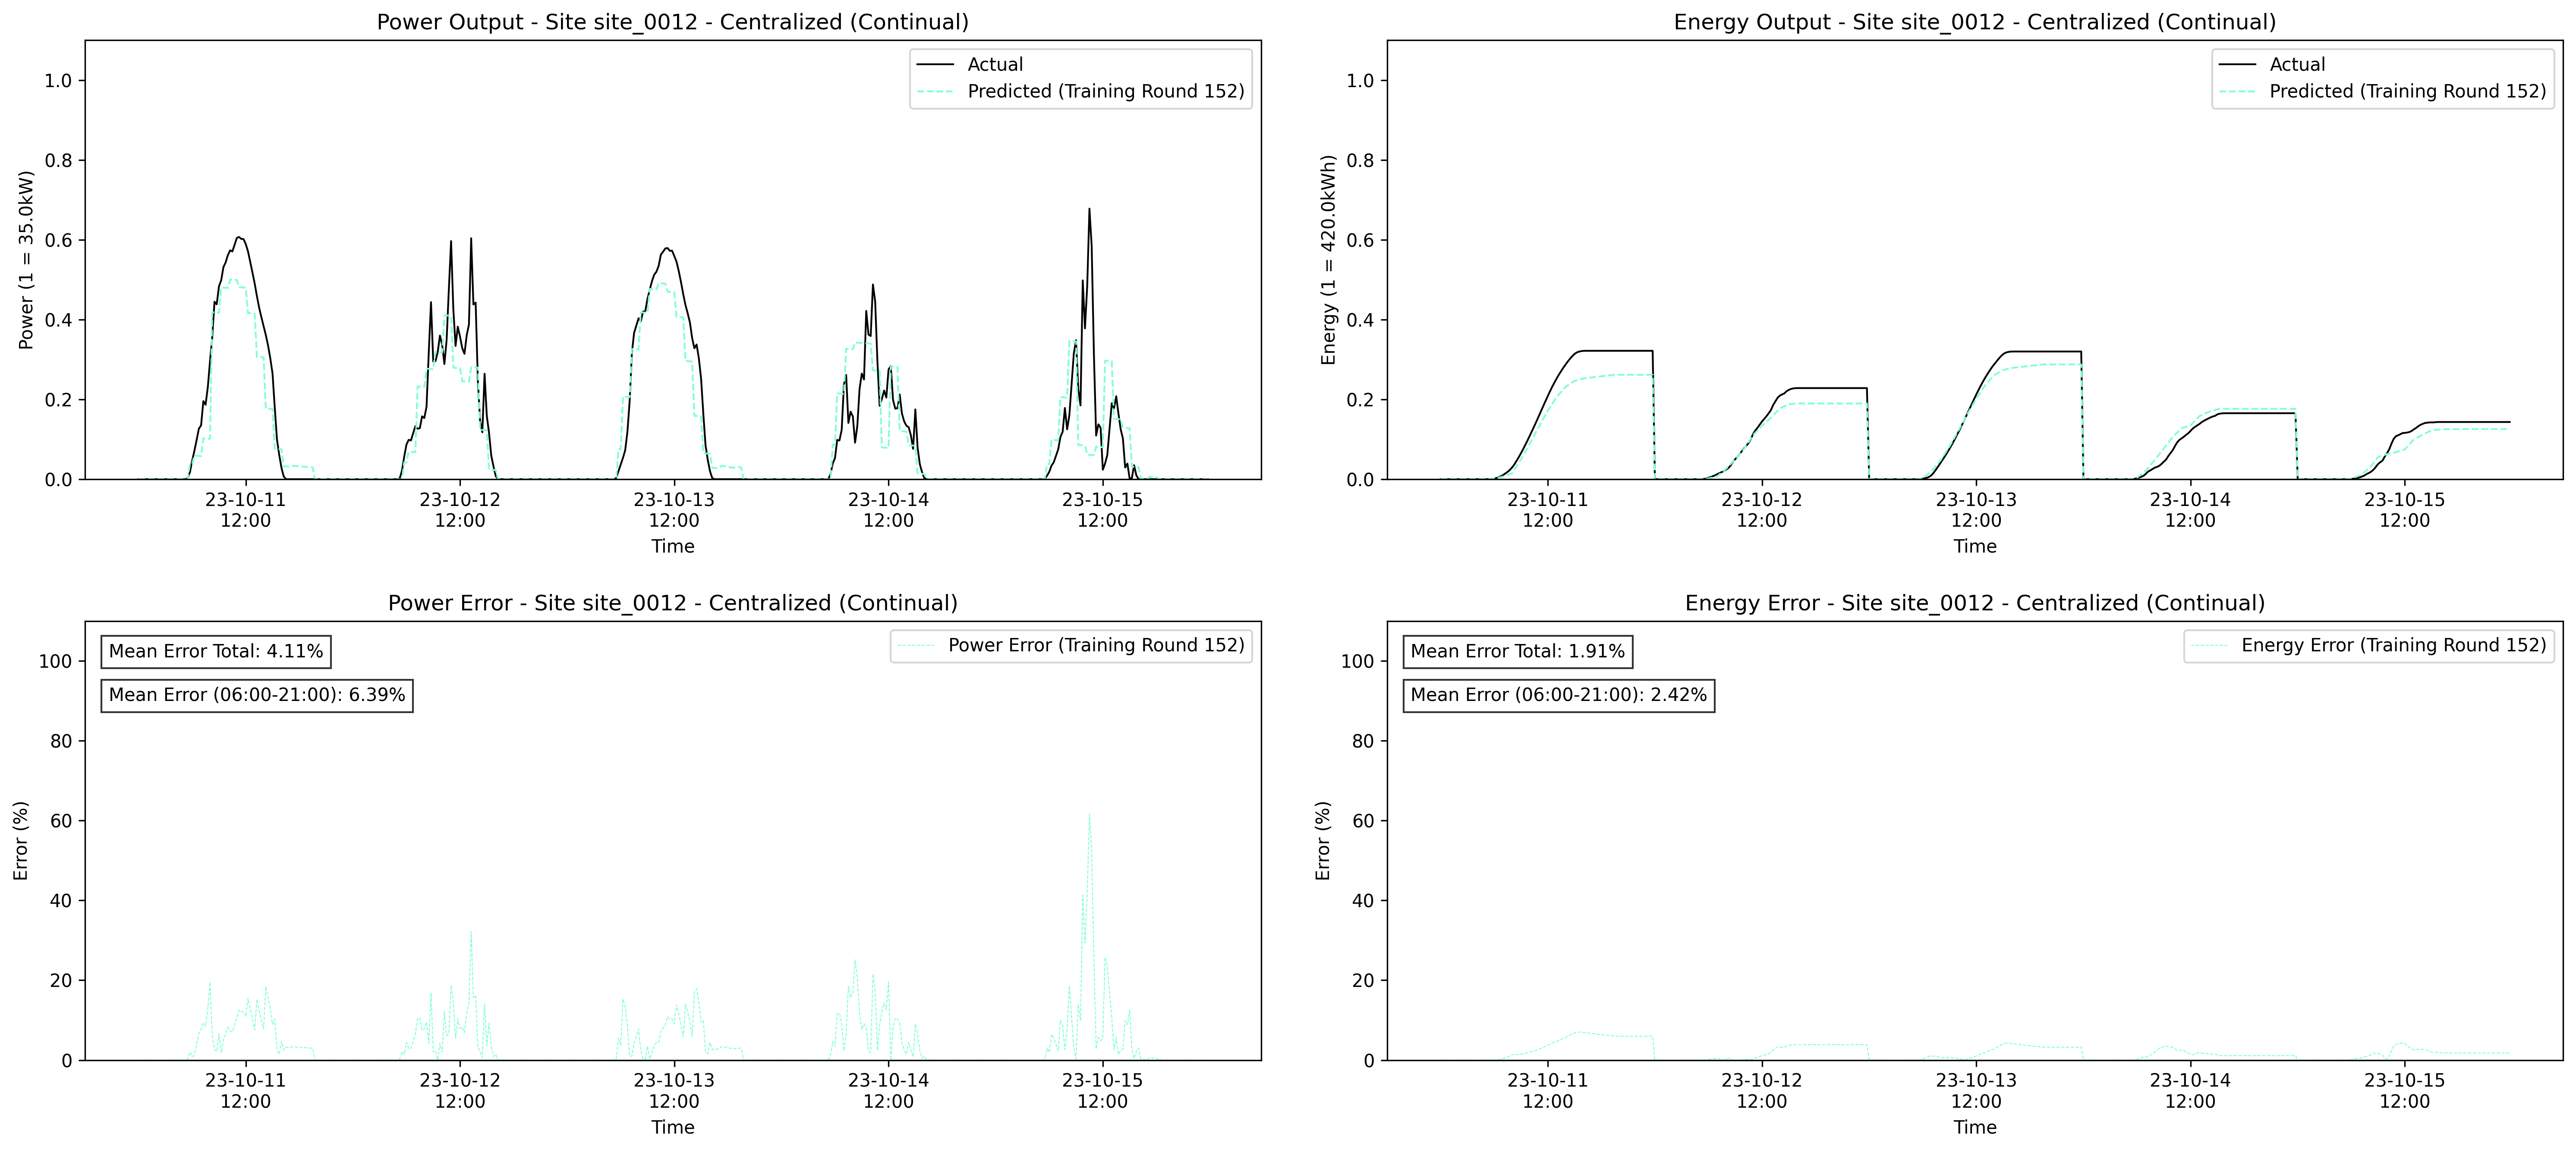 Power Output - Site site_0012 - Centralized (Continual)
Actual
Predicted (Training Round 152)
Power (1 = 35.0kW)
1.0
0.8
0.6
0.4
0.2
0.0
23-10-11 23-10-12 23-10-13 23-10-14 23-10-15
12:00 12:00 12:00 12:00 12:00
Time
Energy Output - Site site_0012 - Centralized (Continual)
Actual
Predicted (Training Round 152)
Energy (1 = 420.0kWh)
1.0
0.8
0.6
0.4
0.2
0.0
23-10-11 23-10-12 23-10-13 23-10-14 23-10-15
12:00 12:00 12:00 12:00 12:00
Time
Power Error - Site site_0012 - Centralized (Continual)
Mean Error Total: 4.11%
Mean Error (06:00-21:00): 6.39%
Power Error (Training Round 152)
Error (%)
100
80
60
40
20
0
23-10-11 23-10-12 23-10-13 23-10-14 23-10-15
12:00 12:00 12:00 12:00 12:00
Time
Energy Error - Site site_0012 - Centralized (Continual)
Mean Error Total: 1.91%
Mean Error (06:00-21:00): 2.42%
Energy Error (Training Round 152)
Error (%)
100
80
60
40
20
0
23-10-11 23-10-12 23-10-13 23-10-14 23-10-15
12:00 12:00 12:00 12:00 12:00
Time